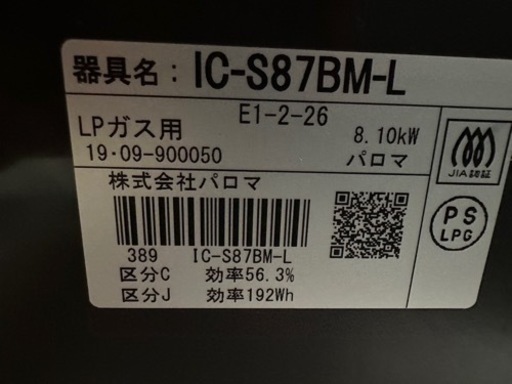 器具名：IC-S87BM-L
E1-2-26
LPガス用 8.10kW
19·09-900050 パロマ
株式会社パロマ
389 IC-S87BM-L
区分C 効率56.3%
区分J 効率192Wh
JIA認証
PS
LPG